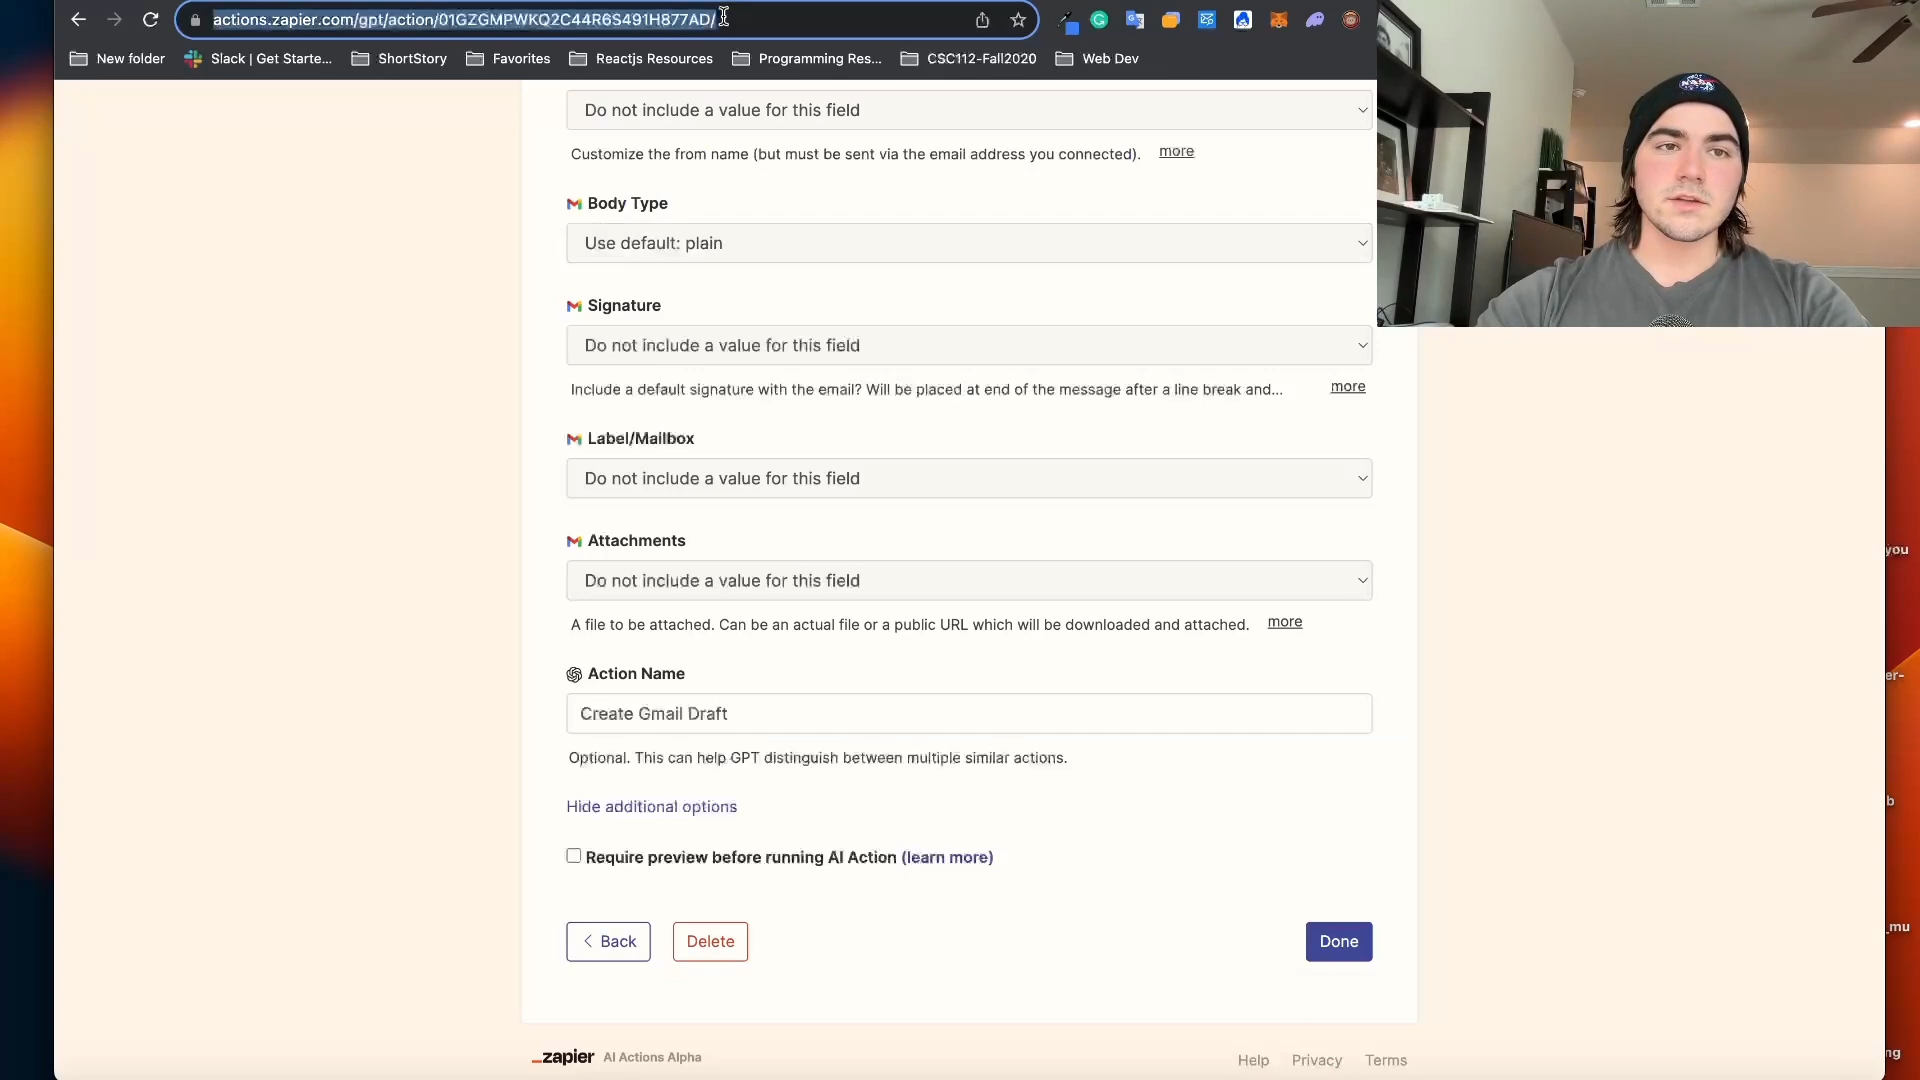 actions.zapier.com/gpt/action/01GZGMPWKQ2C44R6S491H877AD/
New folder
Slack | Get Starte...
ShortStory
Favorites
Reactjs Resources
Programming Res...
CSC112-Fall2020
Web Dev
Do not include a value for this field
Customize the from name (but must be sent via the email address you connected). more
Body Type
Use default: plain
Signature
Do not include a value for this field
Include a default signature with the email? Will be placed at end of the message after a line break and... more
Label/Mailbox
Do not include a value for this field
Attachments
Do not include a value for this field
A file to be attached. Can be an actual file or a public URL which will be downloaded and attached. more
Action Name
Create Gmail Draft
Optional. This can help GPT distinguish between multiple similar actions.
Hide additional options
Require preview before running AI Action (learn more)
Back
Delete
Done
zapier AI Actions Alpha
Help Privacy Terms
you
er-
b
_mu
ng